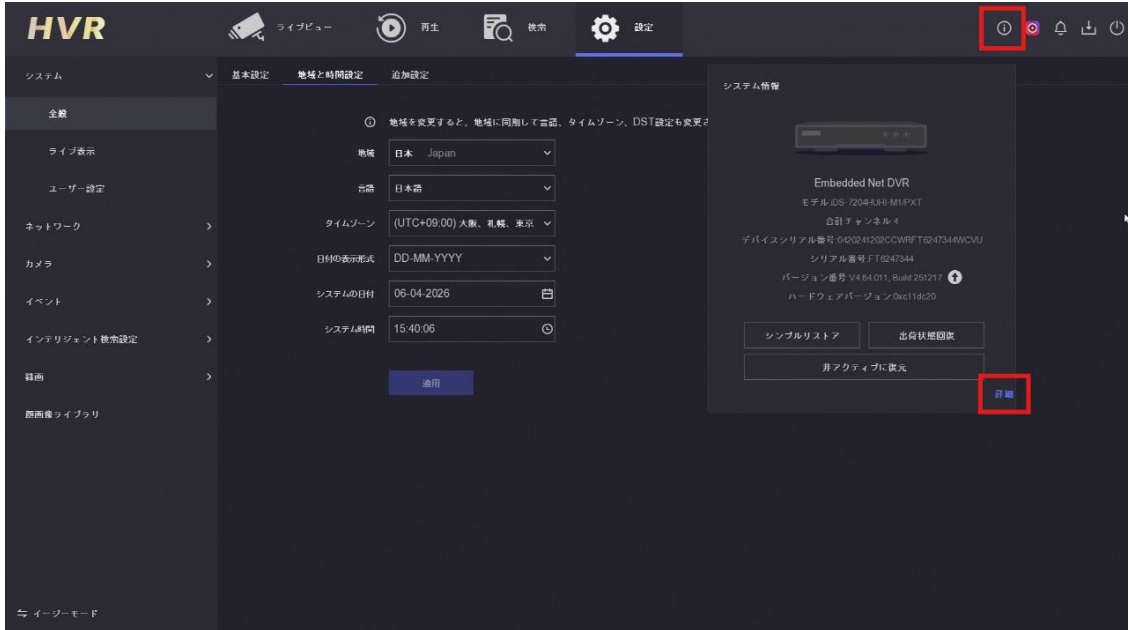 HVR
ライブビュー
再生
検索
設定
システム
全般
ライブ表示
ユーザー設定
ネットワーク
カメラ
イベント
インテリジェント検索設定
録画
顔画像ライブラリ
イージーモード
基本設定 地域と時間設定 追加設定
地域を変更すると、地域に同期して言語、タイムゾーン、DST設定も変更さ
地域 日本 Japan
言語 日本語
タイムゾーン (UTC+09:00) 大阪、札幌、東京
日付の表示形式 DD-MM-YYYY
システムの日付 06-04-2026
システム時間 15:40:06
適用
システム情報
Embedded Net DVR
モデル:iDS-7204HUHI-M1/PXT
合計チャンネル:4
デバイスシリアル番号:0420241202CCWRFT6247344WCVU
シリアル番号:FT6247344
バージョン番号:V4.84.011, Build 251217
ハードウェアバージョン:0xc11dc20
シンプルリストア 出荷状態回復
非アクティブに復元
詳細